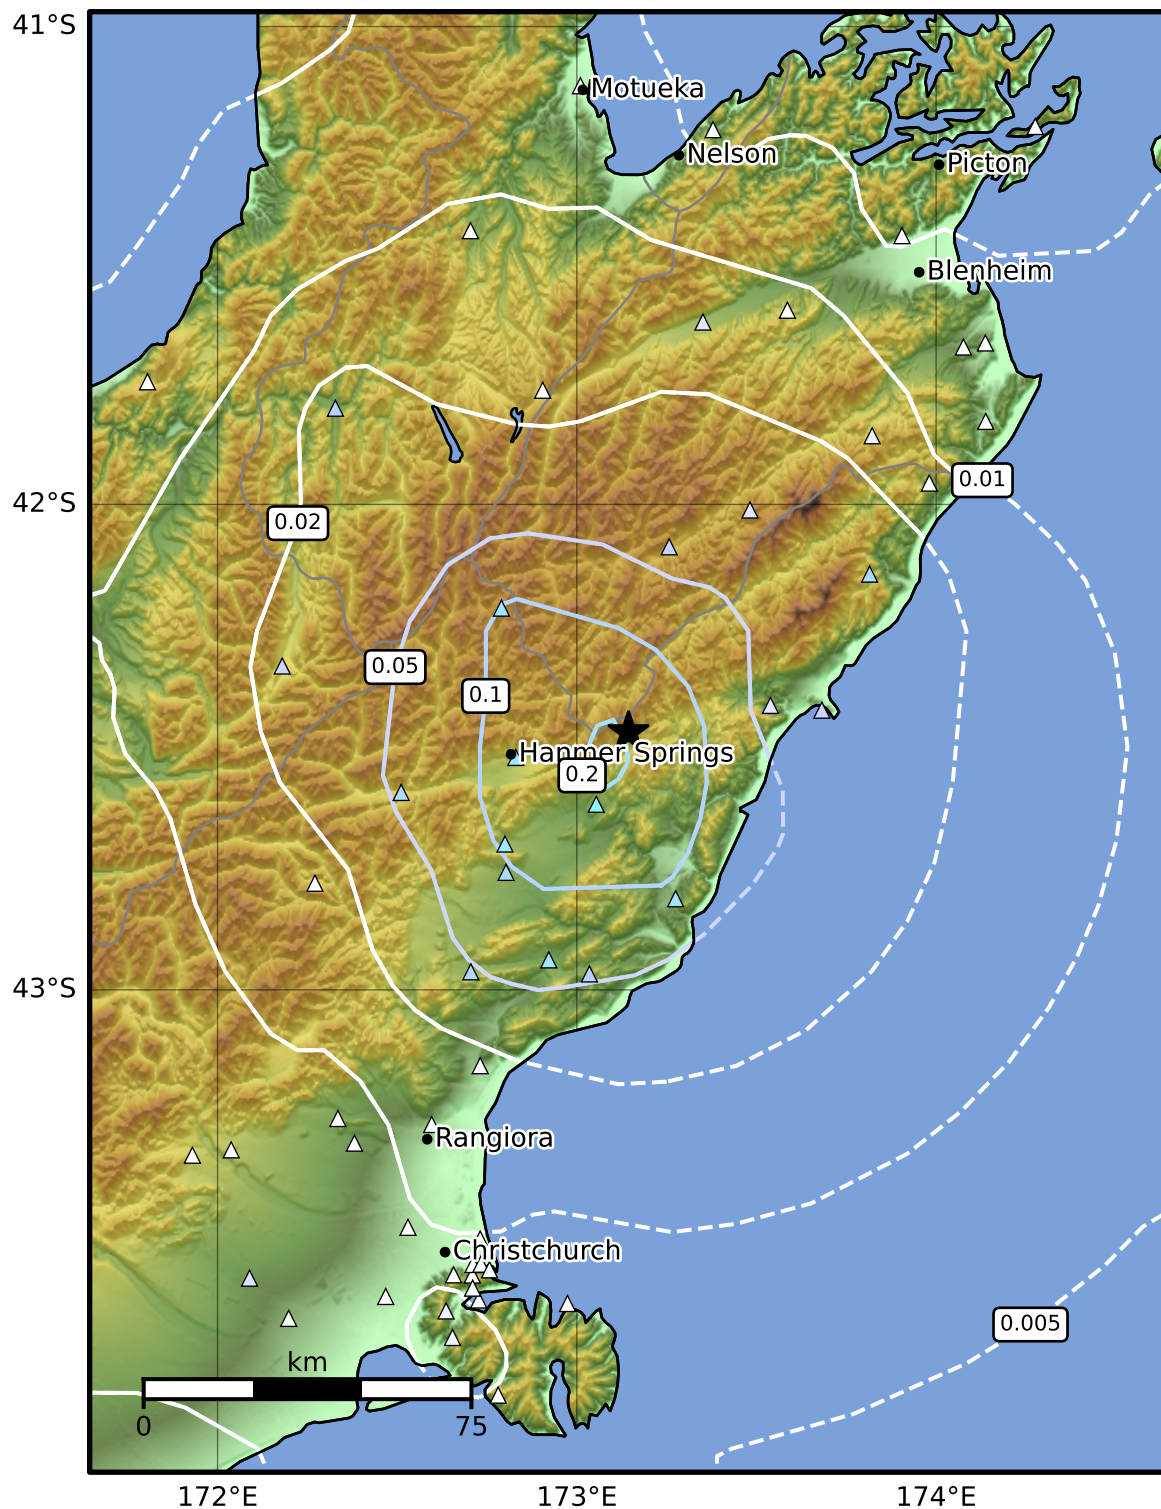 41°S
Motueka
Nelson
Picton
Blenheim
0.01
42°S
0.02
0.05
0.1
Hanmer Springs
0.2
43°S
Rangiora
Christchurch
0.005
km
0
75
172°E
173°E
174°E